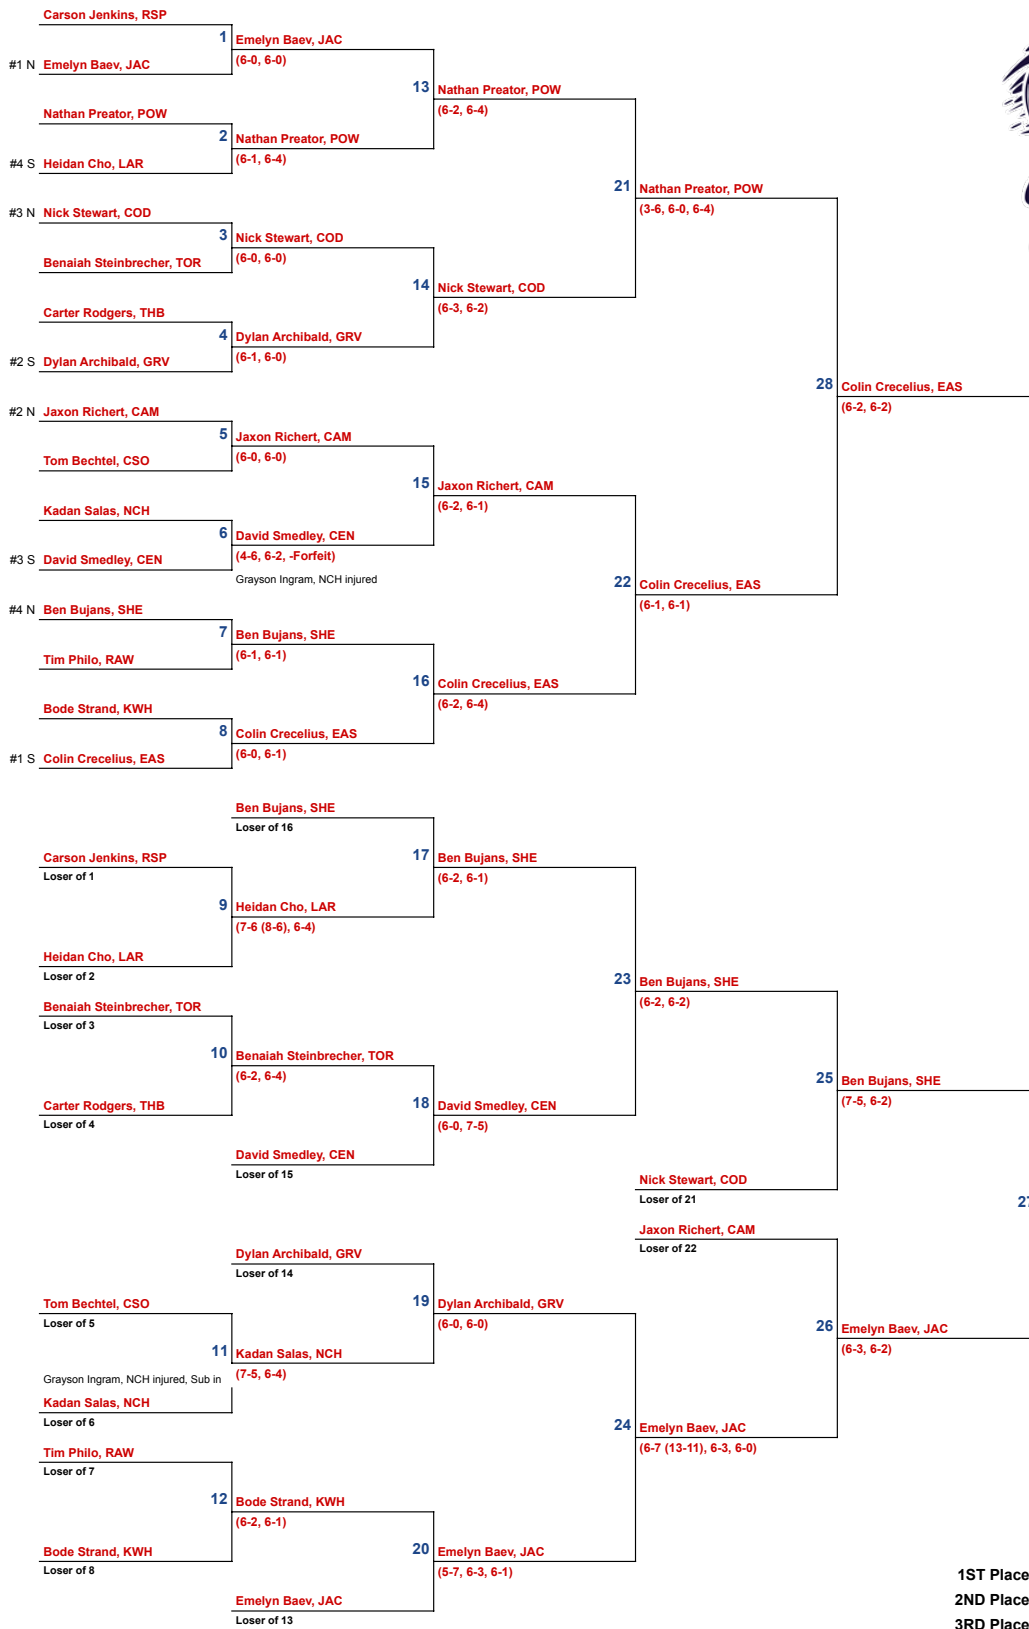 Carson Jenkins, RSP
1 Emelyn Baev, JAC
#1 N Emelyn Baev, JAC
(6-0, 6-0)
13 Nathan Preator, POW
(6-2, 6-4)
Nathan Preator, POW
2 Nathan Preator, POW
#4 S Heidan Cho, LAR
(6-1, 6-4)
21 Nathan Preator, POW
(3-6, 6-0, 6-4)
#3 N Nick Stewart, COD
3 Nick Stewart, COD
(6-0, 6-0)
Benaiah Steinbrecher, TOR
14 Nick Stewart, COD
(6-3, 6-2)
Carter Rodgers, THB
4 Dylan Archibald, GRV
#2 S Dylan Archibald, GRV
(6-1, 6-0)
28 Colin Crecelius, EAS
(6-2, 6-2)
#2 N Jaxon Richert, CAM
5 Jaxon Richert, CAM
(6-0, 6-0)
Tom Bechtel, CSO
15 Jaxon Richert, CAM
(6-2, 6-1)
Kadan Salas, NCH
6 David Smedley, CEN
#3 S David Smedley, CEN
(4-6, 6-2, -Forfeit)
Grayson Ingram, NCH injured
22 Colin Crecelius, EAS
(6-1, 6-1)
#4 N Ben Bujans, SHE
7 Ben Bujans, SHE
(6-1, 6-1)
Tim Philo, RAW
16 Colin Crecelius, EAS
(6-2, 6-4)
Bode Strand, KWH
8 Colin Crecelius, EAS
(6-0, 6-1)
#1 S Colin Crecelius, EAS
Ben Bujans, SHE
Loser of 16
17 Ben Bujans, SHE
(6-2, 6-1)
Carson Jenkins, RSP
Loser of 1
9 Heidan Cho, LAR
(7-6 (8-6), 6-4)
Heidan Cho, LAR
Loser of 2
23 Ben Bujans, SHE
(6-2, 6-2)
Benaiah Steinbrecher, TOR
Loser of 3
10 Benaiah Steinbrecher, TOR
(6-2, 6-4)
25 Ben Bujans, SHE
(7-5, 6-2)
Carter Rodgers, THB
Loser of 4
18 David Smedley, CEN
(6-0, 7-5)
David Smedley, CEN
Loser of 15
Nick Stewart, COD
Loser of 21
27
Jaxon Richert, CAM
Loser of 22
Dylan Archibald, GRV
Loser of 14
19 Dylan Archibald, GRV
(6-0, 6-0)
Tom Bechtel, CSO
Loser of 5
26 Emelyn Baev, JAC
(6-3, 6-2)
11 Kadan Salas, NCH
(7-5, 6-4)
Grayson Ingram, NCH injured, Sub in
Kadan Salas, NCH
Loser of 6
24 Emelyn Baev, JAC
(6-7 (13-11), 6-3, 6-0)
Tim Philo, RAW
Loser of 7
12 Bode Strand, KWH
(6-2, 6-1)
Bode Strand, KWH
Loser of 8
20 Emelyn Baev, JAC
(5-7, 6-3, 6-1)
Emelyn Baev, JAC
Loser of 13
1ST Place
2ND Place
3RD Place